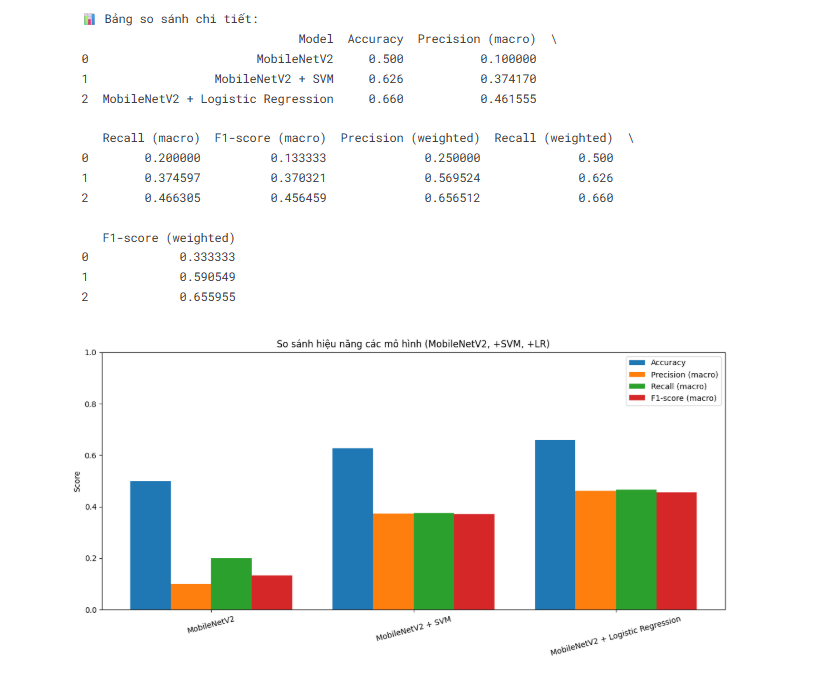 📊 Bảng so sánh chi tiết:
Model Accuracy Precision (macro) \
0 MobileNetV2 0.500 0.100000
1 MobileNetV2 + SVM 0.626 0.374170
2 MobileNetV2 + Logistic Regression 0.660 0.461555
Recall (macro) F1-score (macro) Precision (weighted) Recall (weighted) \
0 0.200000 0.133333 0.250000 0.500
1 0.374597 0.370321 0.569524 0.626
2 0.466305 0.456459 0.656512 0.660
F1-score (weighted)
0 0.333333
1 0.590549
2 0.655955
So sánh hiệu năng các mô hình (MobileNetV2, +SVM, +LR)
Accuracy
Precision (macro)
Recall (macro)
F1-score (macro)
Score
1.0
0.8
0.6
0.4
0.2
0.0
MobileNetV2
MobileNetV2 + SVM
MobileNetV2 + Logistic Regression